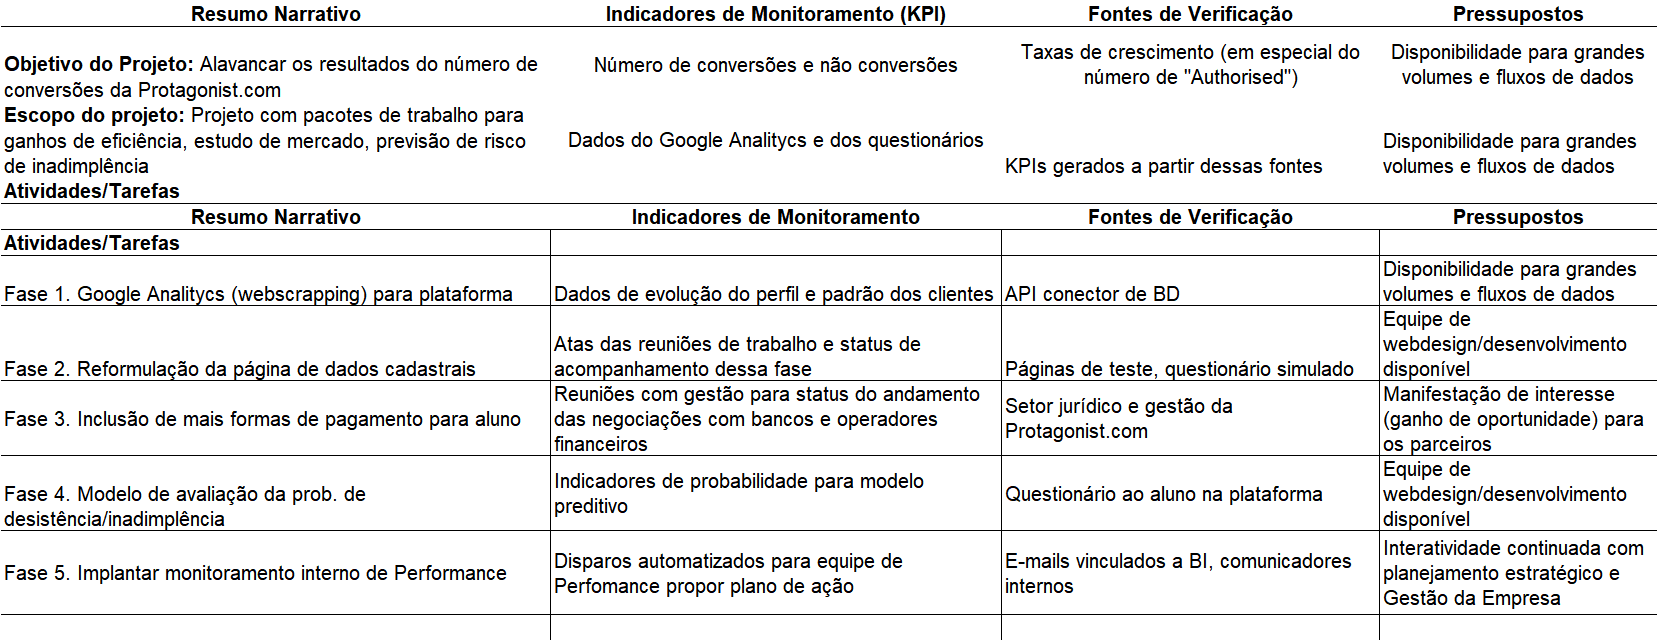 Resumo Narrativo Indicadores de Monitoramento (KPI) Fontes de Verificação Pressupostos
Objetivo do Projeto: Alavancar os resultados do número de
conversões da Protagonist.com
Número de conversões e não conversões
Taxas de crescimento (em especial do
número de "Authorised")
Disponibilidade para grandes
volumes e fluxos de dados
Escopo do projeto: Projeto com pacotes de trabalho para
ganhos de eficiência, estudo de mercado, previsão de risco
de inadimplência
Dados do Google Analitycs e dos questionários
KPIs gerados a partir dessas fontes
Disponibilidade para grandes
volumes e fluxos de dados
Atividades/Tarefas
Resumo Narrativo Indicadores de Monitoramento Fontes de Verificação Pressupostos
Atividades/Tarefas
Fase 1. Google Analitycs (webscrapping) para plataforma
Dados de evolução do perfil e padrão dos clientes
API conector de BD
Disponibilidade para grandes
volumes e fluxos de dados
Fase 2. Reformulação da página de dados cadastrais
Atas das reuniões de trabalho e status de
acompanhamento dessa fase
Páginas de teste, questionário simulado
Equipe de
webdesign/desenvolvimento
disponível
Fase 3. Inclusão de mais formas de pagamento para aluno
Reuniões com gestão para status do andamento
das negociações com bancos e operadores
financeiros
Setor jurídico e gestão da
Protagonist.com
Manifestação de interesse
(ganho de oportunidade) para
os parceiros
Fase 4. Modelo de avaliação da prob. de
desistência/inadimplência
Indicadores de probabilidade para modelo
preditivo
Questionário ao aluno na plataforma
Equipe de
webdesign/desenvolvimento
disponível
Fase 5. Implantar monitoramento interno de Performance
Disparos automatizados para equipe de
Perfomance propor plano de ação
E-mails vinculados a BI, comunicadores
internos
Interatividade continuada com
planejamento estratégico e
Gestão da Empresa